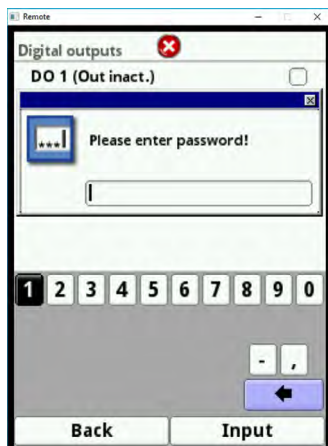 Remote
Digital outputs
DO 1 (Out inact.)
***
Please enter password!
1 2 3 4 5 6 7 8 9 0
- ,
Back Input